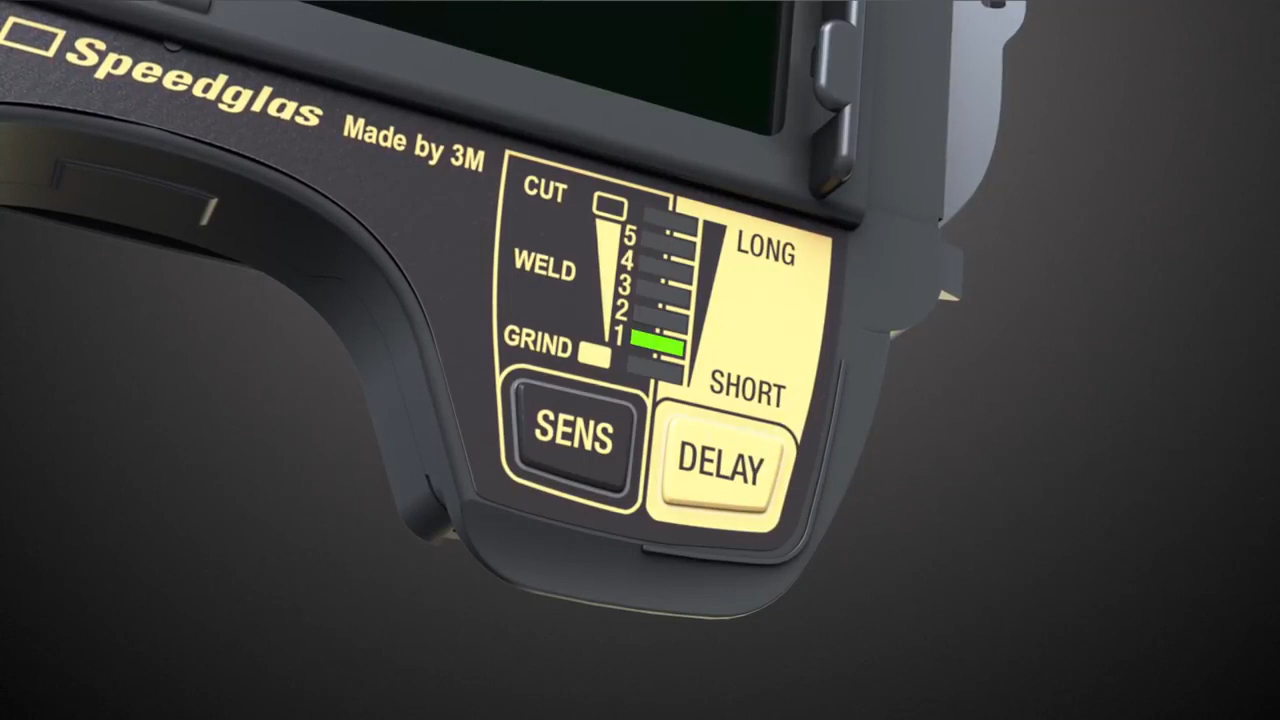 Speedglas
Made by 3M
CUT
WELD
GRIND
5
4
3
2
1
LONG
SHORT
SENS
DELAY